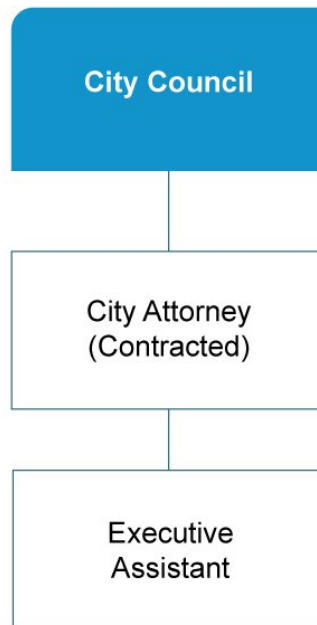 City Council
City Attorney
(Contracted)
Executive
Assistant